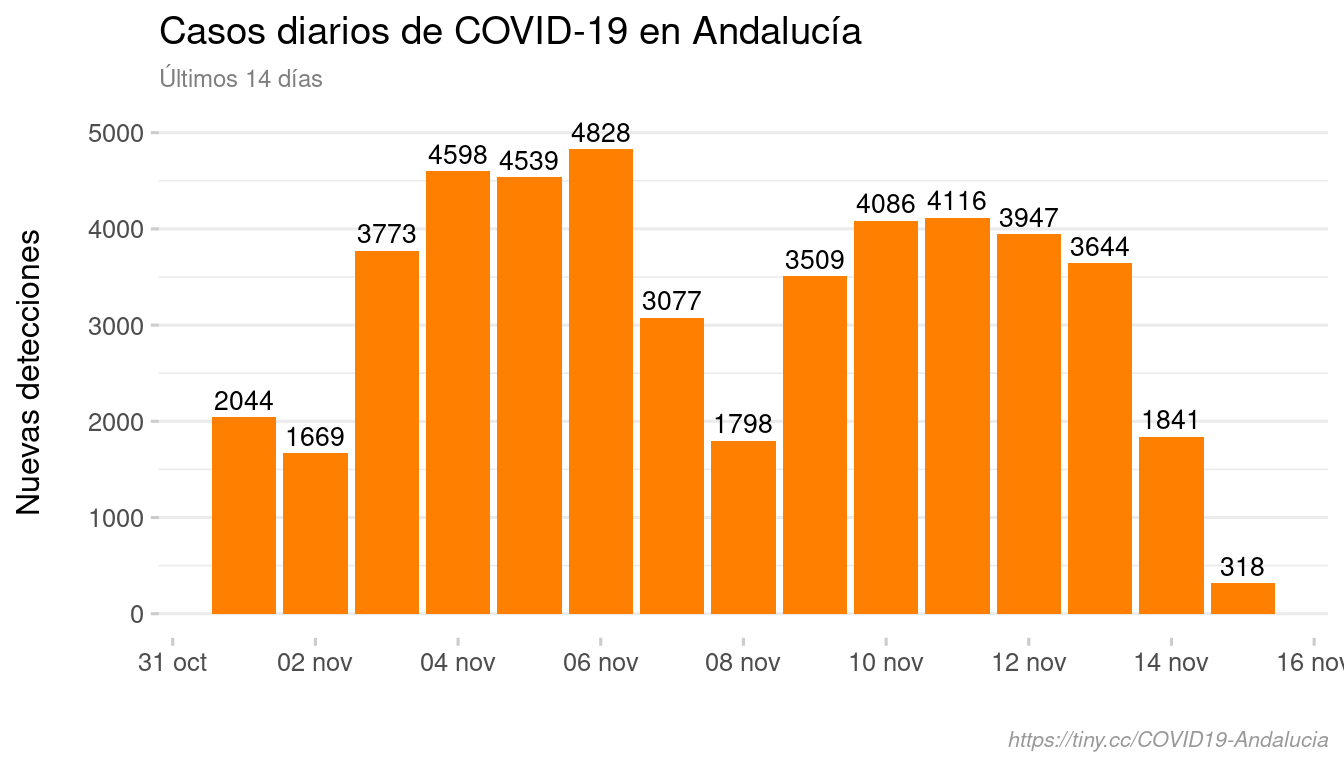 Casos diarios de COVID-19 en Andalucía
Últimos 14 días
Nuevas detecciones
5000
4000
3000
2000
1000
0
2044
1669
3773
4598
4539
4828
3077
1798
3509
4086
4116
3947
3644
1841
318
31 oct
02 nov
04 nov
06 nov
08 nov
10 nov
12 nov
14 nov
16 nov
https://tiny.cc/COVID19-Andalucia